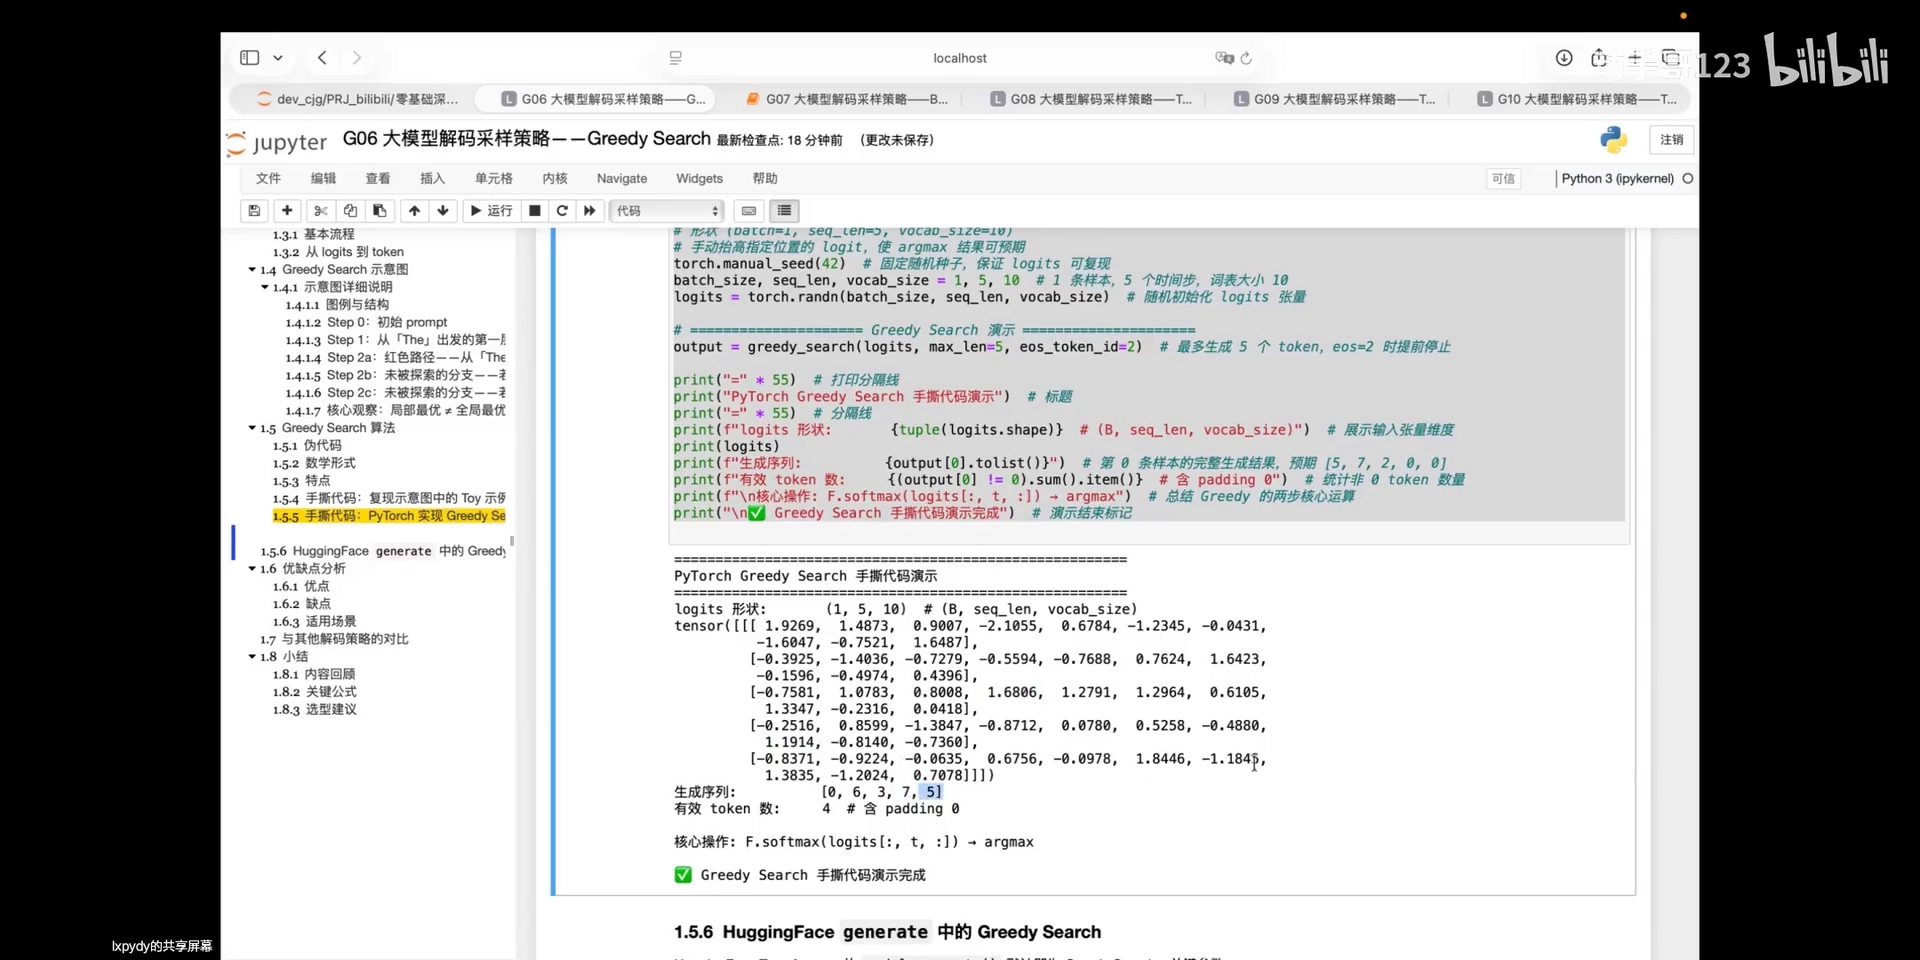 123 bilibili
localhost
dev_cjg/PRJ_bilibili/零基础深...
G06 大模型解码采样策略——G...
G07 大模型解码采样策略——B...
G08 大模型解码采样策略——T...
G09 大模型解码采样策略——T...
G10 大模型解码采样策略——T...
jupyter G06 大模型解码采样策略——Greedy Search 最新检查点: 18 分钟前 (更改未保存)
注销
文件 编辑 查看 插入 单元格 内核 Navigate Widgets 帮助
可信 Python 3 (ipykernel)
运行 代码
1.3.1 基本流程
1.3.2 从 logits 到 token
1.4 Greedy Search 示意图
1.4.1 示意图详细说明
1.4.1.1 图例与结构
1.4.1.2 Step 0: 初始 prompt
1.4.1.3 Step 1: 从「The」出发的第一层
1.4.1.4 Step 2a: 红色路径——从「The
1.4.1.5 Step 2b: 未被探索的分支——若
1.4.1.6 Step 2c: 未被探索的分支——若
1.4.1.7 核心观察: 局部最优 ≠ 全局最优
1.5 Greedy Search 算法
1.5.1 伪代码
1.5.2 数学形式
1.5.3 特点
1.5.4 手撕代码: 复现示意图中的 Toy 示例
1.5.5 手撕代码: PyTorch 实现 Greedy Se
1.5.6 HuggingFace generate 中的 Greedy
1.6 优缺点分析
1.6.1 优点
1.6.2 缺点
1.6.3 适用场景
1.7 与其他解码策略的对比
1.8 小结
1.8.1 内容回顾
1.8.2 关键公式
1.8.3 选型建议
# 形状 (batch=1, seq_len=5, vocab_size=10)
# 手动抬高指定位置的 logit, 使 argmax 结果可预期
torch.manual_seed(42)  # 固定随机种子, 保证 logits 可复现
batch_size, seq_len, vocab_size = 1, 5, 10  # 1 条样本, 5 个时间步, 词表大小 10
logits = torch.randn(batch_size, seq_len, vocab_size)  # 随机初始化 logits 张量
# ===================== Greedy Search 演示 =====================
output = greedy_search(logits, max_len=5, eos_token_id=2)  # 最多生成 5 个 token, eos=2 时提前停止
print("=" * 55)  # 打印分隔线
print("PyTorch Greedy Search 手撕代码演示")  # 标题
print("=" * 55)  # 分隔线
print(f"logits 形状:       {tuple(logits.shape)}  # (B, seq_len, vocab_size)")  # 展示输入张量维度
print(logits)
print(f"生成序列:          {output[0].tolist()}")  # 第 0 条样本的完整生成结果, 预期 [5, 7, 2, 0, 0]
print(f"有效 token 数:     {(output[0] != 0).sum().item()}  # 含 padding 0")  # 统计非 0 token 数量
print(f"\n核心操作: F.softmax(logits[:, t, :]) → argmax")  # 总结 Greedy 的两步核心运算
print("\n✅ Greedy Search 手撕代码演示完成")  # 演示结束标记
=======================================================
PyTorch Greedy Search 手撕代码演示
=======================================================
logits 形状:       (1, 5, 10)  # (B, seq_len, vocab_size)
tensor([[[ 1.9269,  1.4873,  0.9007, -2.1055,  0.6784, -1.2345, -0.0431,
          -1.6047, -0.7521,  1.6487],
         [-0.3925, -1.4036, -0.7279, -0.5594, -0.7688,  0.7624,  1.6423,
          -0.1596, -0.4974,  0.4396],
         [-0.7581,  1.0783,  0.8008,  1.6806,  1.2791,  1.2964,  0.6105,
           1.3347, -0.2316,  0.0418],
         [-0.2516,  0.8599, -1.3847, -0.8712,  0.0780,  0.5258, -0.4880,
           1.1914, -0.8140, -0.7360],
         [-0.8371, -0.9224, -0.0635,  0.6756, -0.0978,  1.8446, -1.1845,
           1.3835, -1.2024,  0.7078]]])
生成序列:          [0, 6, 3, 7, 5]
有效 token 数:     4  # 含 padding 0
核心操作: F.softmax(logits[:, t, :]) → argmax
✅ Greedy Search 手撕代码演示完成
1.5.6 HuggingFace generate 中的 Greedy Search
lxpydy的共享屏幕